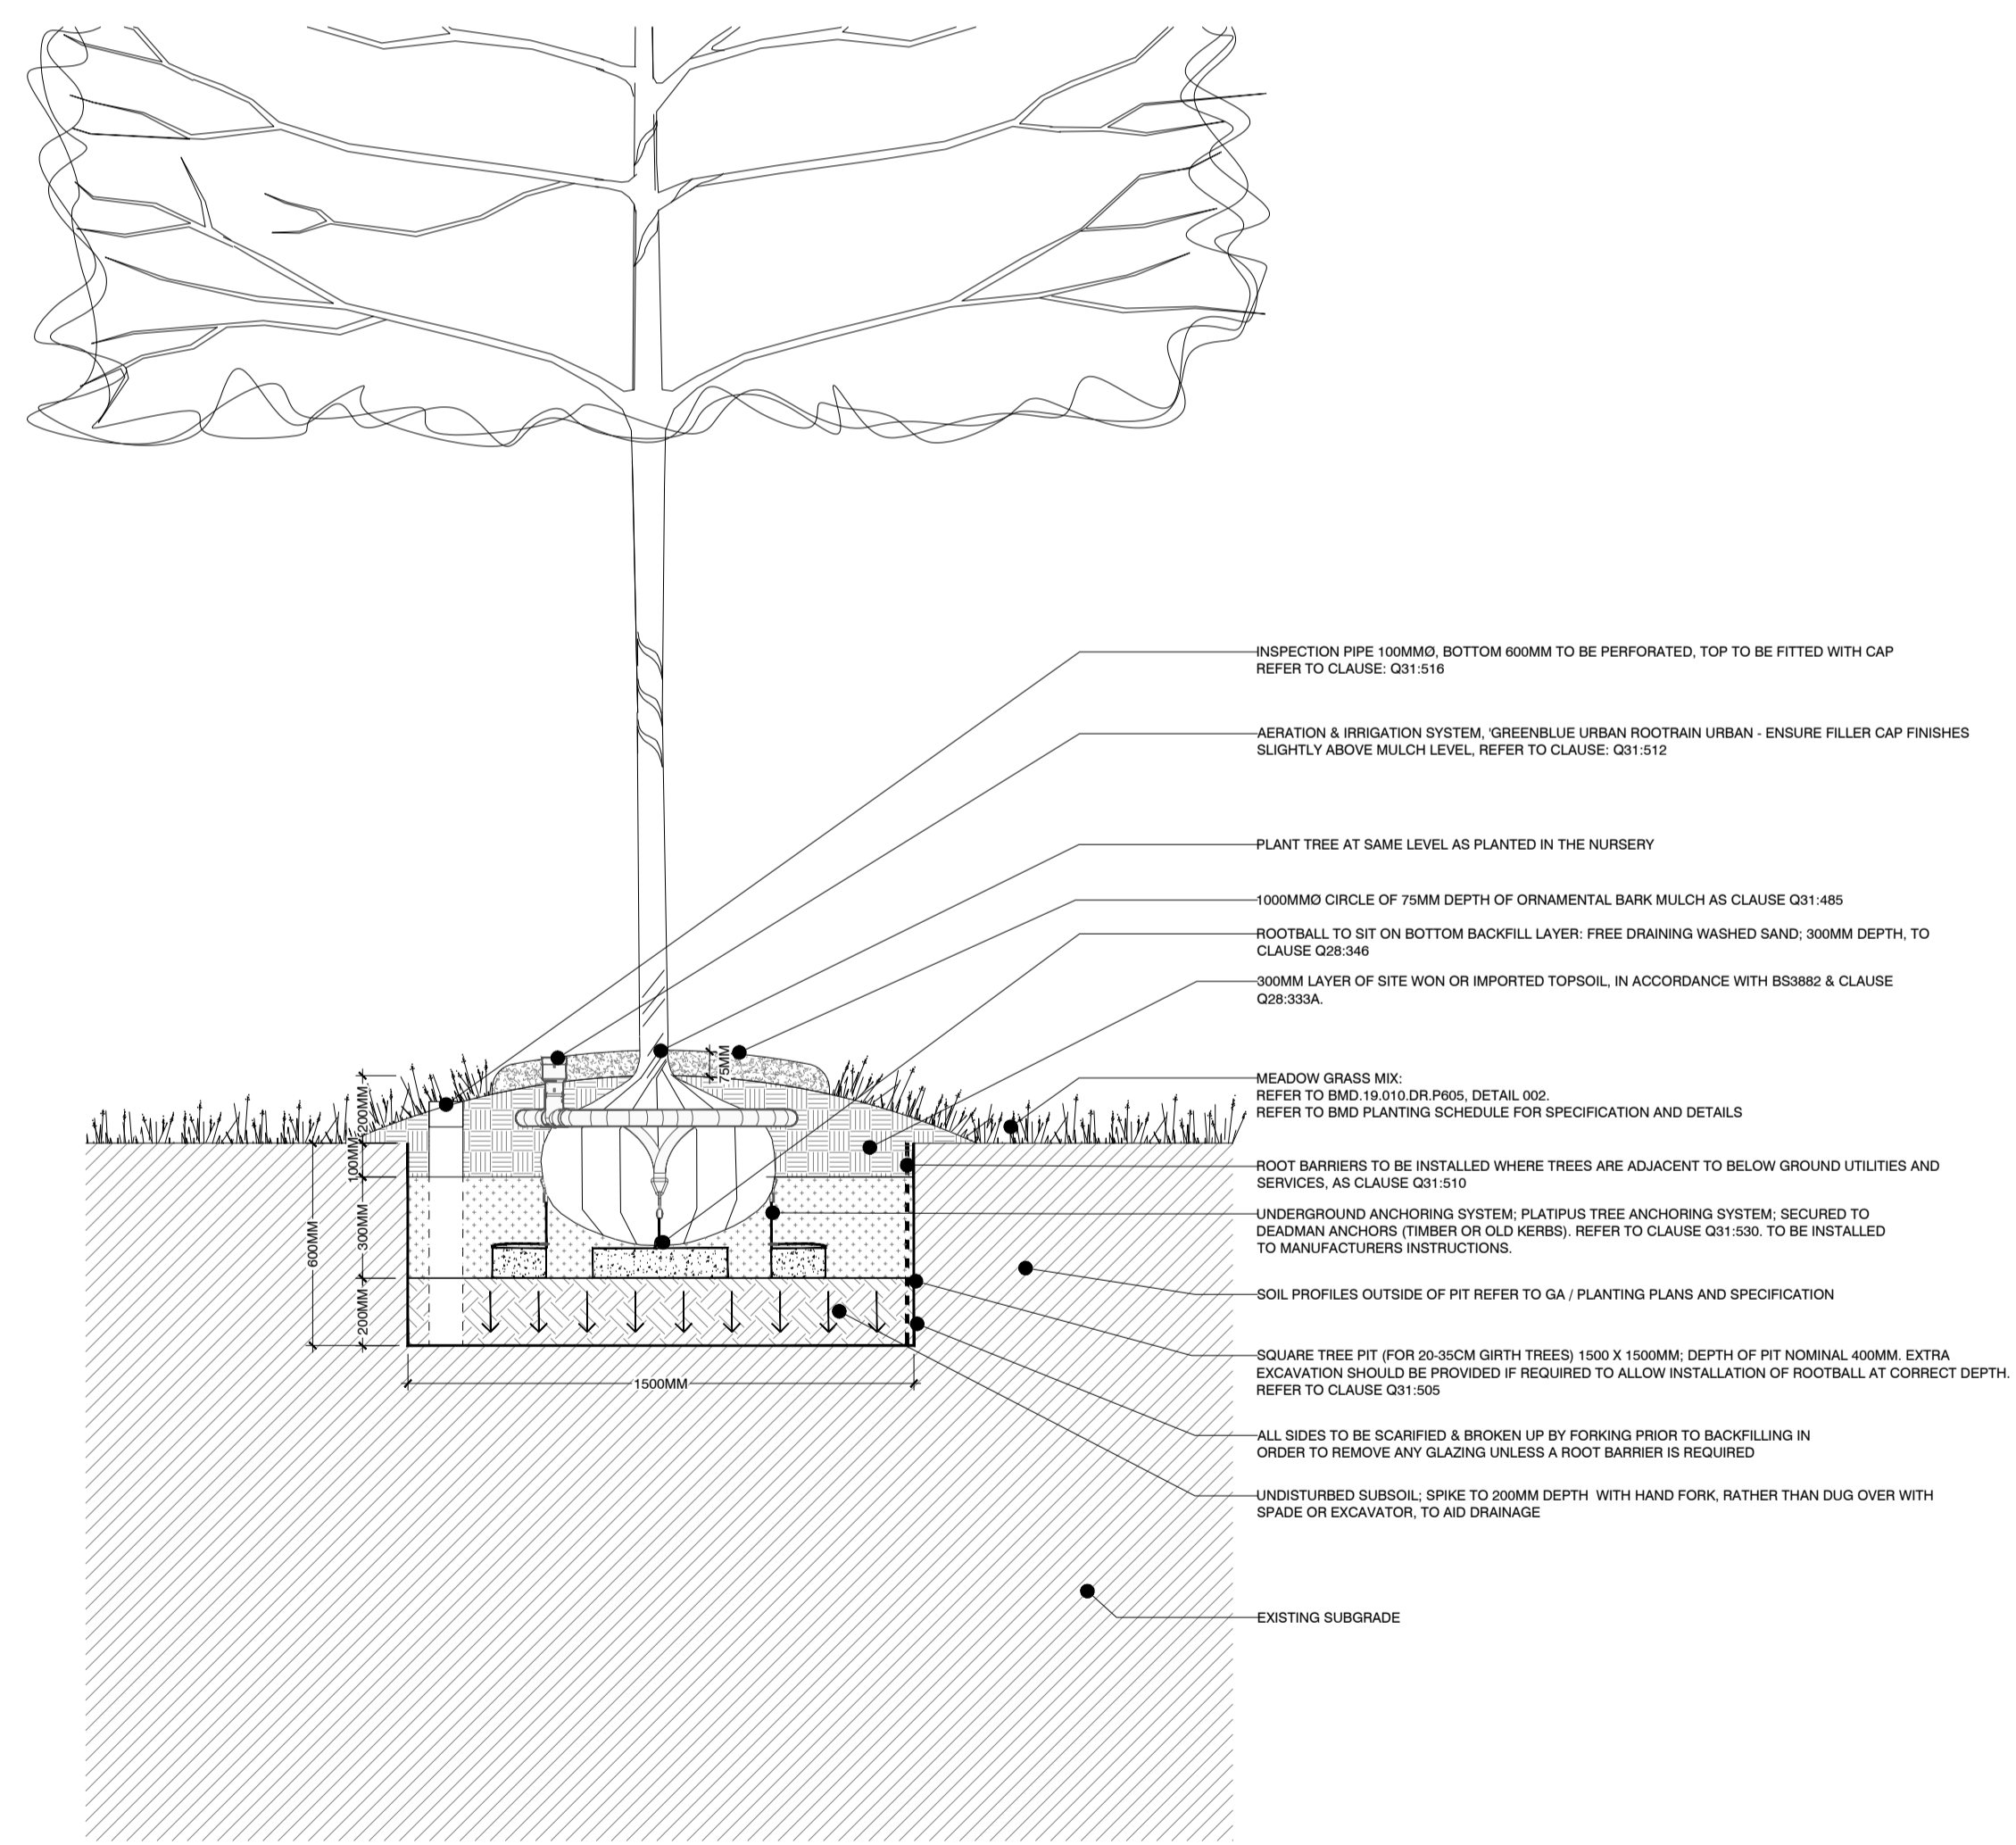 INSPECTION PIPE 100MMØ, BOTTOM 600MM TO BE PERFORATED, TOP TO BE FITTED WITH CAP
REFER TO CLAUSE: Q31:516
AERATION & IRRIGATION SYSTEM, 'GREENBLUE URBAN ROOTRAIN URBAN - ENSURE FILLER CAP FINISHES
SLIGHTLY ABOVE MULCH LEVEL, REFER TO CLAUSE: Q31:512
PLANT TREE AT SAME LEVEL AS PLANTED IN THE NURSERY
1000MMØ CIRCLE OF 75MM DEPTH OF ORNAMENTAL BARK MULCH AS CLAUSE Q31:485
ROOTBALL TO SIT ON BOTTOM BACKFILL LAYER: FREE DRAINING WASHED SAND; 300MM DEPTH, TO
CLAUSE Q28:346
300MM LAYER OF SITE WON OR IMPORTED TOPSOIL, IN ACCORDANCE WITH BS3882 & CLAUSE
Q28:333A.
MEADOW GRASS MIX:
REFER TO BMD.19.010.DR.P605, DETAIL 002.
REFER TO BMD PLANTING SCHEDULE FOR SPECIFICATION AND DETAILS
ROOT BARRIERS TO BE INSTALLED WHERE TREES ARE ADJACENT TO BELOW GROUND UTILITIES AND
SERVICES, AS CLAUSE Q31:510
UNDERGROUND ANCHORING SYSTEM; PLATIPUS TREE ANCHORING SYSTEM; SECURED TO
DEADMAN ANCHORS (TIMBER OR OLD KERBS). REFER TO CLAUSE Q31:530. TO BE INSTALLED
TO MANUFACTURERS INSTRUCTIONS.
SOIL PROFILES OUTSIDE OF PIT REFER TO GA / PLANTING PLANS AND SPECIFICATION
SQUARE TREE PIT (FOR 20-35CM GIRTH TREES) 1500 X 1500MM; DEPTH OF PIT NOMINAL 400MM. EXTRA
EXCAVATION SHOULD BE PROVIDED IF REQUIRED TO ALLOW INSTALLATION OF ROOTBALL AT CORRECT DEPTH.
REFER TO CLAUSE Q31:505
ALL SIDES TO BE SCARIFIED & BROKEN UP BY FORKING PRIOR TO BACKFILLING IN
ORDER TO REMOVE ANY GLAZING UNLESS A ROOT BARRIER IS REQUIRED
UNDISTURBED SUBSOIL; SPIKE TO 200MM DEPTH WITH HAND FORK, RATHER THAN DUG OVER WITH
SPADE OR EXCAVATOR, TO AID DRAINAGE
EXISTING SUBGRADE
75MM
200MM
100MM
300MM
600MM
200MM
1500MM